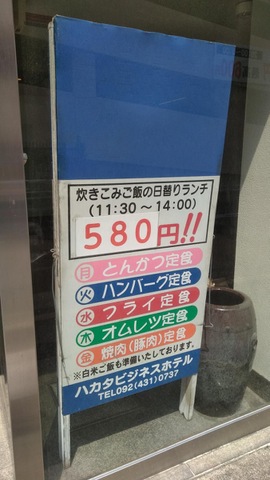 炊きこみご飯の日替りランチ
(11:30 〜 14:00)
580円!!
月 とんかつ定食
火 ハンバーグ定食
水 フライ定食
木 オムレツ定食
金 焼肉(豚肉)定食
※白米ご飯も準備いたしております。
ハカタビジネスホテル
TEL092(431)0737